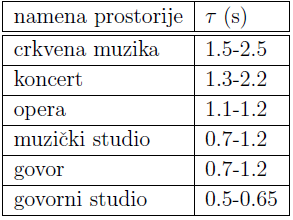 namena prostorije τ (s)
crkvena muzika 1.5-2.5
koncert 1.3-2.2
opera 1.1-1.2
muzički studio 0.7-1.2
govor 0.7-1.2
govorni studio 0.5-0.65